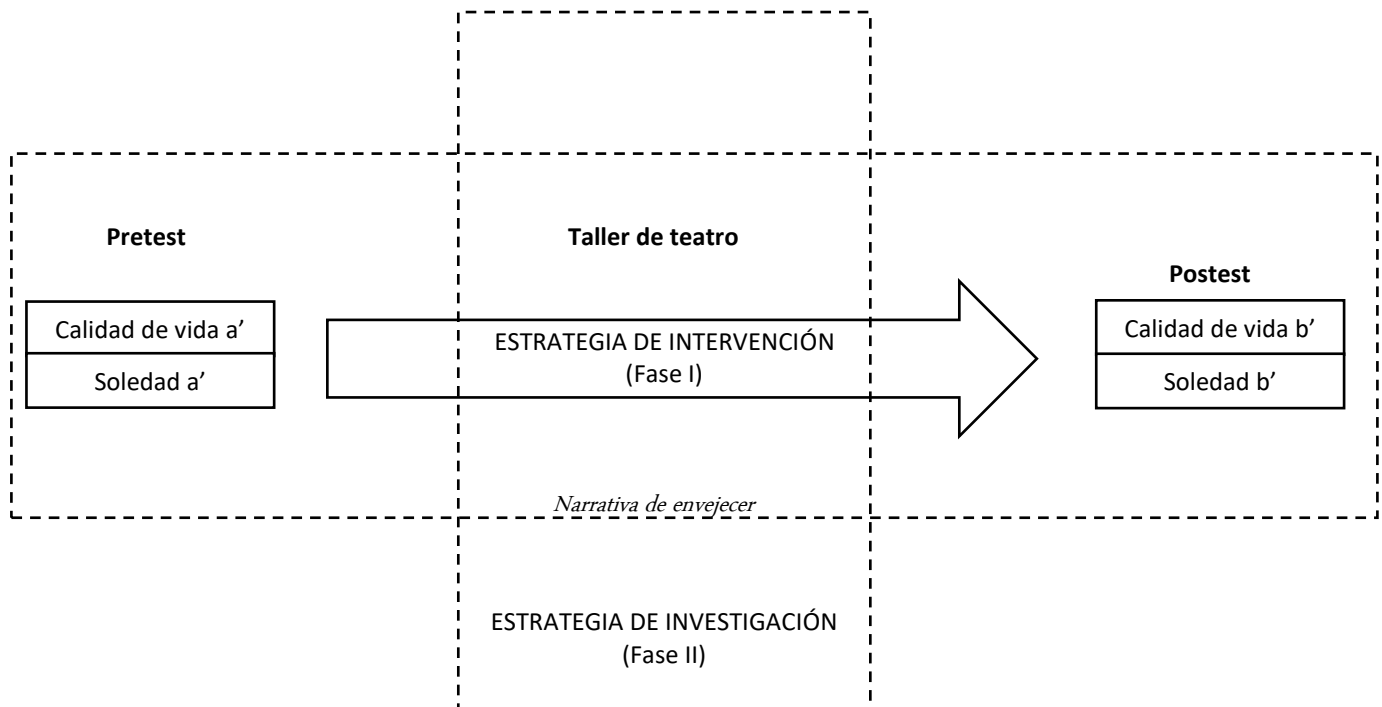 Pretest
Taller de teatro
Postest
Calidad de vida a’
Soledad a’
ESTRATEGIA DE INTERVENCIÓN
(Fase I)
Calidad de vida b’
Soledad b’
Narrativa de envejecer
ESTRATEGIA DE INVESTIGACIÓN
(Fase II)